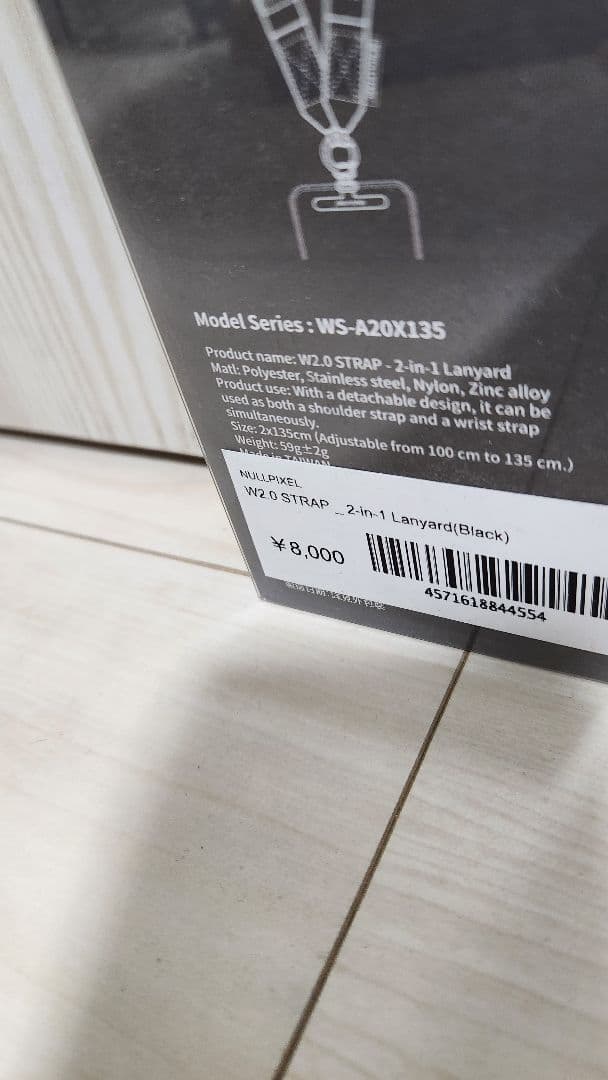 Model Series : WS-A20X135
Product name: W2.0 STRAP - 2-in-1 Lanyard
Matl: Polyester, Stainless steel, Nylon, Zinc alloy
Product use: With a detachable design, it can be
used as both a shoulder strap and a wrist strap
simultaneously.
Size: 2x135cm (Adjustable from 100 cm to 135 cm.)
Weight: 59g±2g
Made in TAIWAN
NULLPIXEL
W2.0 STRAP _ 2-in-1 Lanyard(Black)
￥8,000
4571618844554